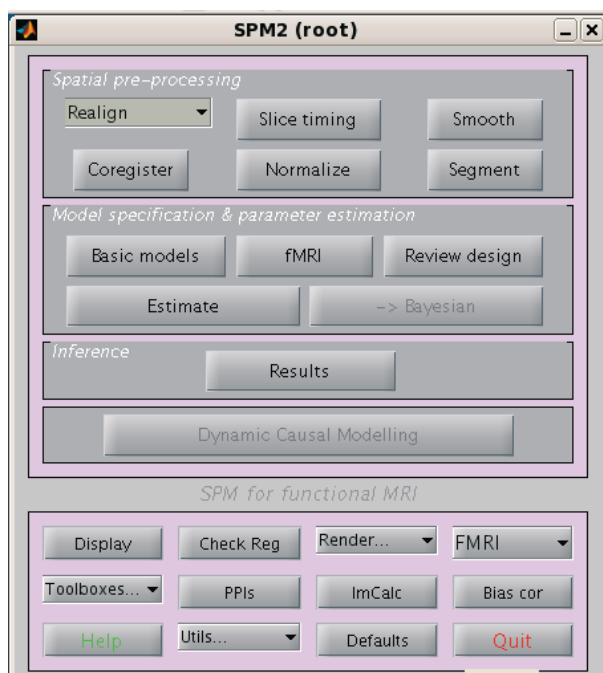 SPM2 (root)
Spatial pre-processing
Realign Slice timing Smooth
Coregister Normalize Segment
Model specification & parameter estimation
Basic models fMRI Review design
Estimate -> Bayesian
Inference
Results
Dynamic Causal Modelling
SPM for functional MRI
Display Check Reg Render... FMRI
Toolboxes... PPIs ImCalc Bias cor
Help Utils... Defaults Quit